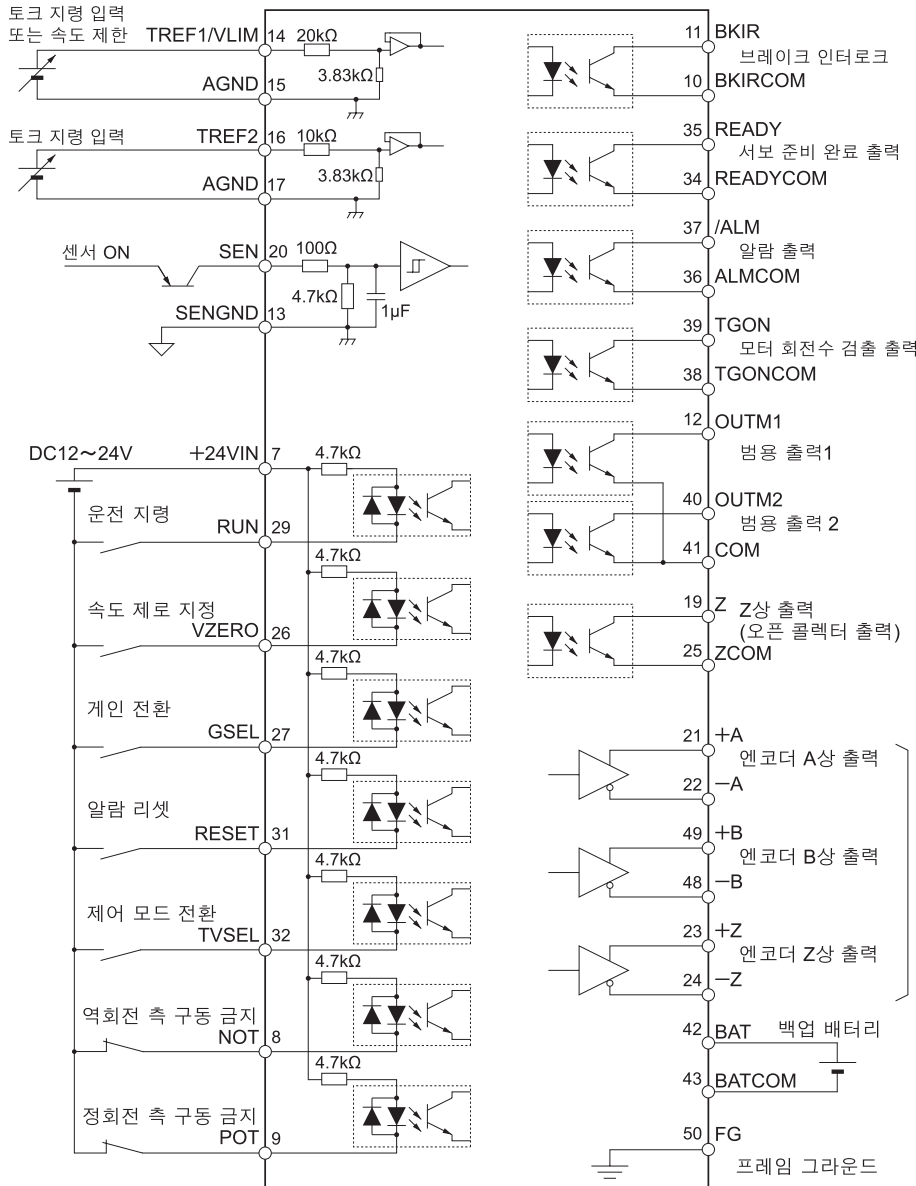 토크 지령 입력
또는 속도 제한
TREF1/VLIM 14 20kΩ
3.83kΩ
AGND 15
토크 지령 입력
TREF2 16 10kΩ
3.83kΩ
AGND 17
센서 ON
SEN 20 100Ω
4.7kΩ
1μF
SENGND 13
DC12～24V
+24VIN 7 4.7kΩ
운전 지령
RUN 29
4.7kΩ
속도 제로 지정
VZERO 26
4.7kΩ
게인 전환
GSEL 27
4.7kΩ
알람 리셋
RESET 31
4.7kΩ
제어 모드 전환
TVSEL 32
4.7kΩ
역회전 측 구동 금지
NOT 8
4.7kΩ
정회전 측 구동 금지
POT 9
11 BKIR
브레이크 인터로크
10 BKIRCOM
35 READY
서보 준비 완료 출력
34 READYCOM
37 /ALM
알람 출력
36 ALMCOM
39 TGON
모터 회전수 검출 출력
38 TGONCOM
12 OUTM1
범용 출력1
40 OUTM2
범용 출력 2
41 COM
19 Z
Z상 출력
(오픈 콜렉터 출력)
25 ZCOM
21 +A
엔코더 A상 출력
22 −A
49 +B
엔코더 B상 출력
48 −B
23 +Z
엔코더 Z상 출력
24 −Z
42 BAT
백업 배터리
43 BATCOM
50 FG
프레임 그라운드